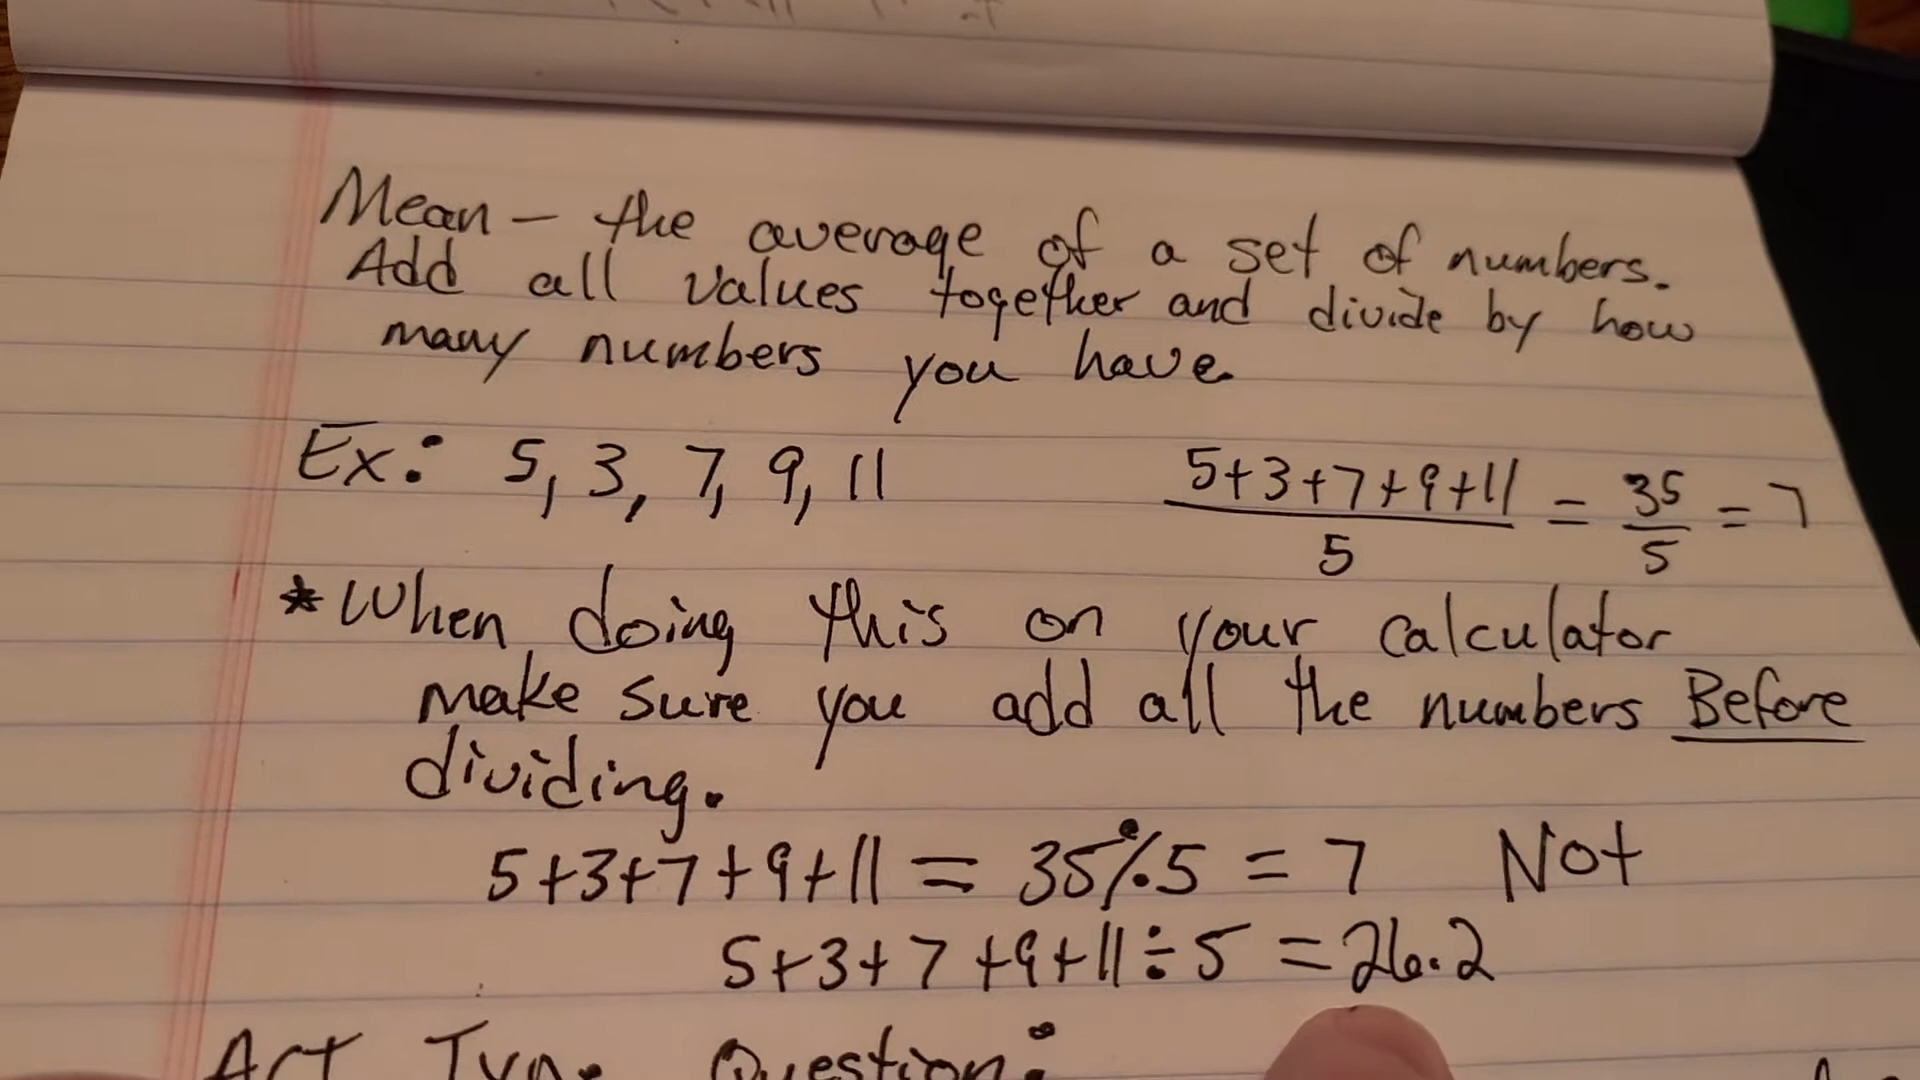 Mean - the average of a set of numbers.
Add all values together and divide by how
many numbers you have.
Ex: 5, 3, 7, 9, 11
5+3+7+9+11/5 = 35/5 = 7
*When doing this on your calculator
make sure you add all the numbers Before
dividing.
5+3+7+9+11 = 35÷5 = 7 Not
5+3+7+9+11÷5 = 26.2
Act Type Question: